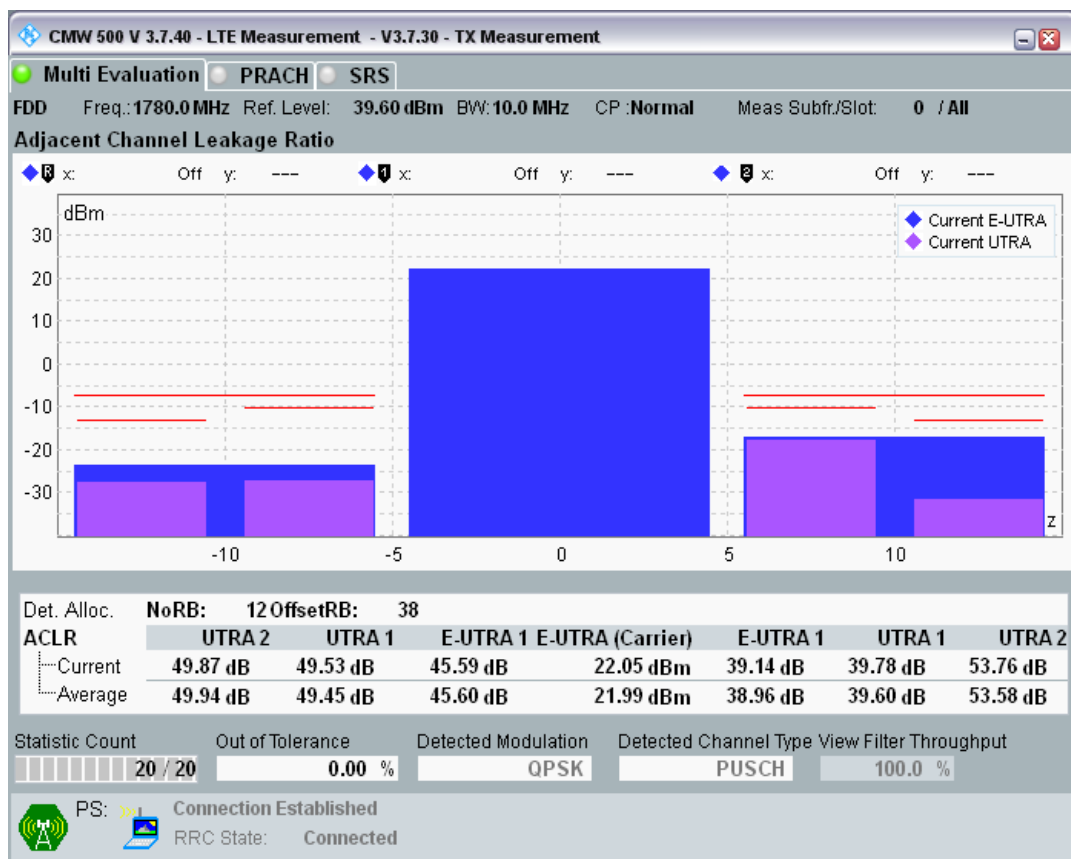 CMW 500 V 3.7.40 - LTE Measurement - V3.7.30 - TX Measurement
Multi Evaluation PRACH SRS
FDD Freq.: 1780.0 MHz Ref. Level: 39.60 dBm BW: 10.0 MHz CP :Normal Meas Subfr./Slot: 0 / All
Adjacent Channel Leakage Ratio
R x: Off y: --- 1 x: Off y: --- 2 x: Off y: ---
dBm
Current E-UTRA
Current UTRA
30
20
10
0
-10
-20
-30
z
-10 -5 0 5 10
Det. Alloc. NoRB: 12 OffsetRB: 38
ACLR UTRA 2 UTRA 1 E-UTRA 1 E-UTRA (Carrier) E-UTRA 1 UTRA 1 UTRA 2
Current 49.87 dB 49.53 dB 45.59 dB 22.05 dBm 39.14 dB 39.78 dB 53.76 dB
Average 49.94 dB 49.45 dB 45.60 dB 21.99 dBm 38.96 dB 39.60 dB 53.58 dB
Statistic Count Out of Tolerance Detected Modulation Detected Channel Type View Filter Throughput
20 / 20 0.00 % QPSK PUSCH 100.0 %
PS: Connection Established
RRC State: Connected